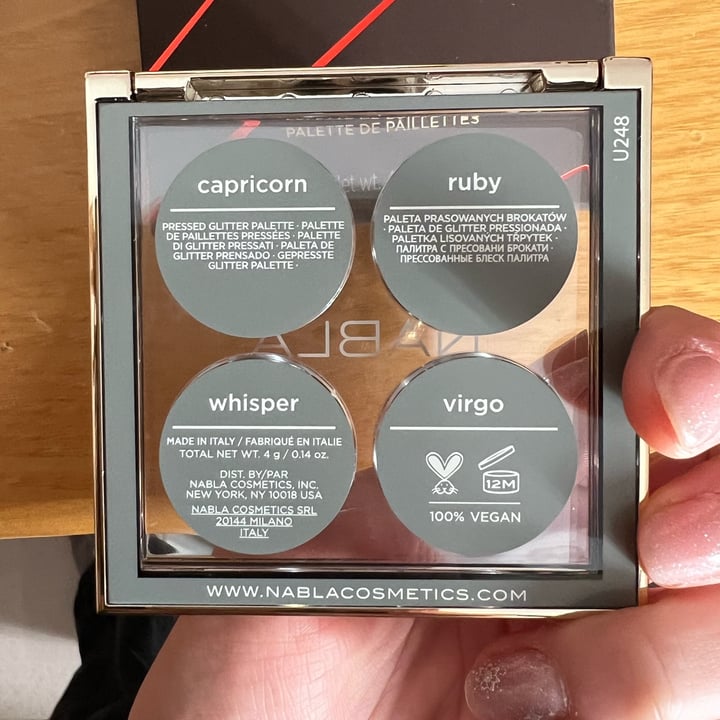 PALETTE DE PAILLETTES
U248
capricorn
PRESSED GLITTER PALETTE · PALETTE
DE PAILLETTES PRESSÉES · PALETTE
DI GLITTER PRESSATI · PALETA DE
GLITTER PRENSADO · GEPRESSTE
GLITTER PALETTE ·
ruby
PALETA PRASOWANYCH BROKATÓW
· PALETA DE GLITTER PRESSIONADA ·
PALETKA LISOVANÝCH TŘPYTEK ·
ПАЛИТРА С ПРЕСОВАНИ БРОКАТИ ·
ПРЕССОВАННЫЕ БЛЕСК ПАЛИТРА
NABLA
whisper
MADE IN ITALY / FABRIQUÉ EN ITALIE
TOTAL NET WT. 4 g / 0.14 oz.
DIST. BY/PAR
NABLA COSMETICS, INC.
NEW YORK, NY 10018 USA
NABLA COSMETICS SRL
20144 MILANO
ITALY
virgo
12M
100% VEGAN
WWW.NABLACOSMETICS.COM